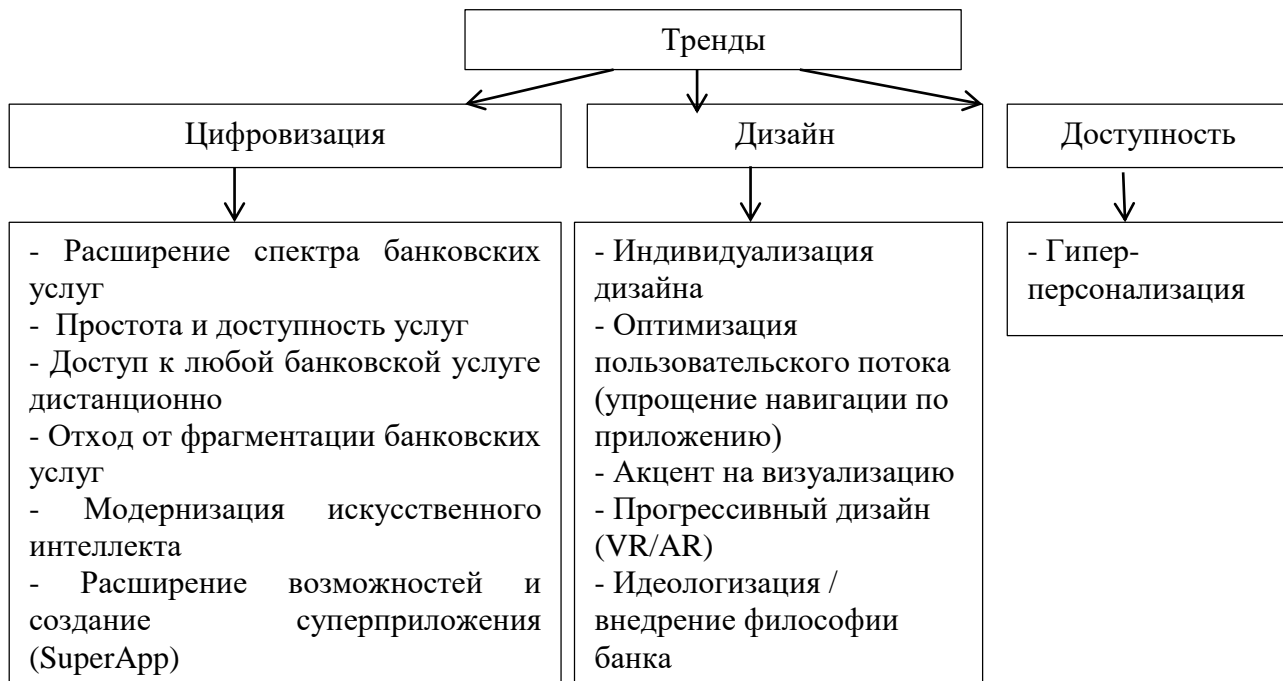 Тренды
Цифровизация
Дизайн
Доступность
- Расширение спектра банковских
услуг
- Простота и доступность услуг
- Доступ к любой банковской услуге
дистанционно
- Отход от фрагментации банковских
услуг
- Модернизация искусственного
интеллекта
- Расширение возможностей и
создание суперприложения
(SuperApp)
- Индивидуализация
дизайна
- Оптимизация
пользовательского потока
(упрощение навигации по
приложению)
- Акцент на визуализацию
- Прогрессивный дизайн
(VR/AR)
- Идеологизация /
внедрение философии
банка
- Гипер-
персонализация